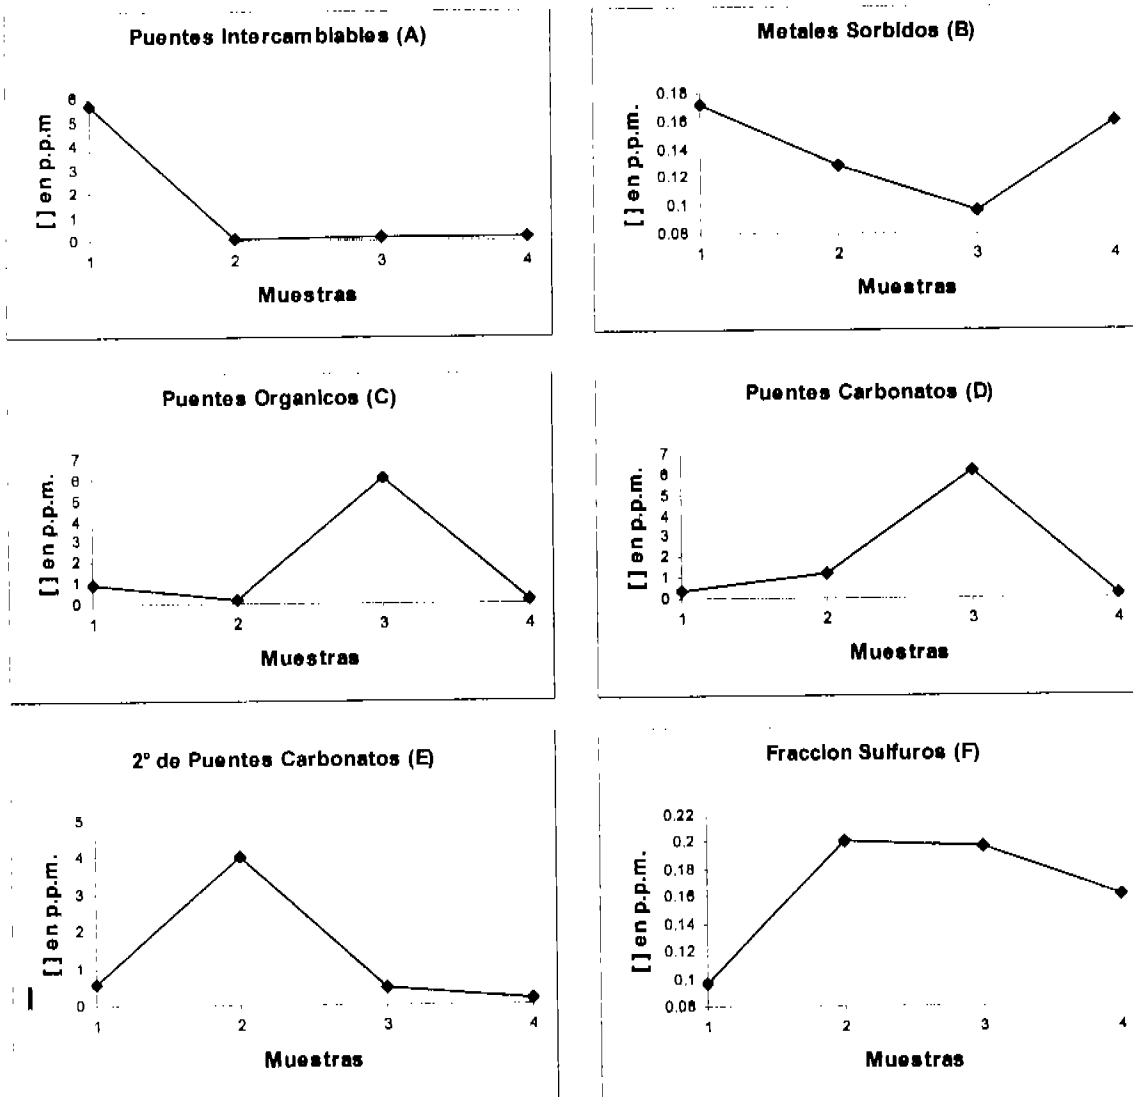 Puentes Intercambiables (A)
[ ] en p.p.m
6
5
4
3
2
1
0
1 2 3 4
Muestras
Metales Sorbidos (B)
[ ] en p.p.m.
0.18
0.16
0.14
0.12
0.1
0.08
1 2 3 4
Muestras
Puentes Organicos (C)
[ ] en p.p.m.
7
6
5
4
3
2
1
0
1 2 3 4
Muestras
Puentes Carbonatos (D)
[ ] en p.p.m.
7
6
5
4
3
2
1
0
1 2 3 4
Muestras
2º de Puentes Carbonatos (E)
[ ] en p.p.m.
5
4
3
2
1
0
1 2 3 4
Muestras
Fraccion Sulfuros (F)
[ ] en p.p.m.
0.22
0.2
0.18
0.16
0.14
0.12
0.1
0.08
1 2 3 4
Muestras